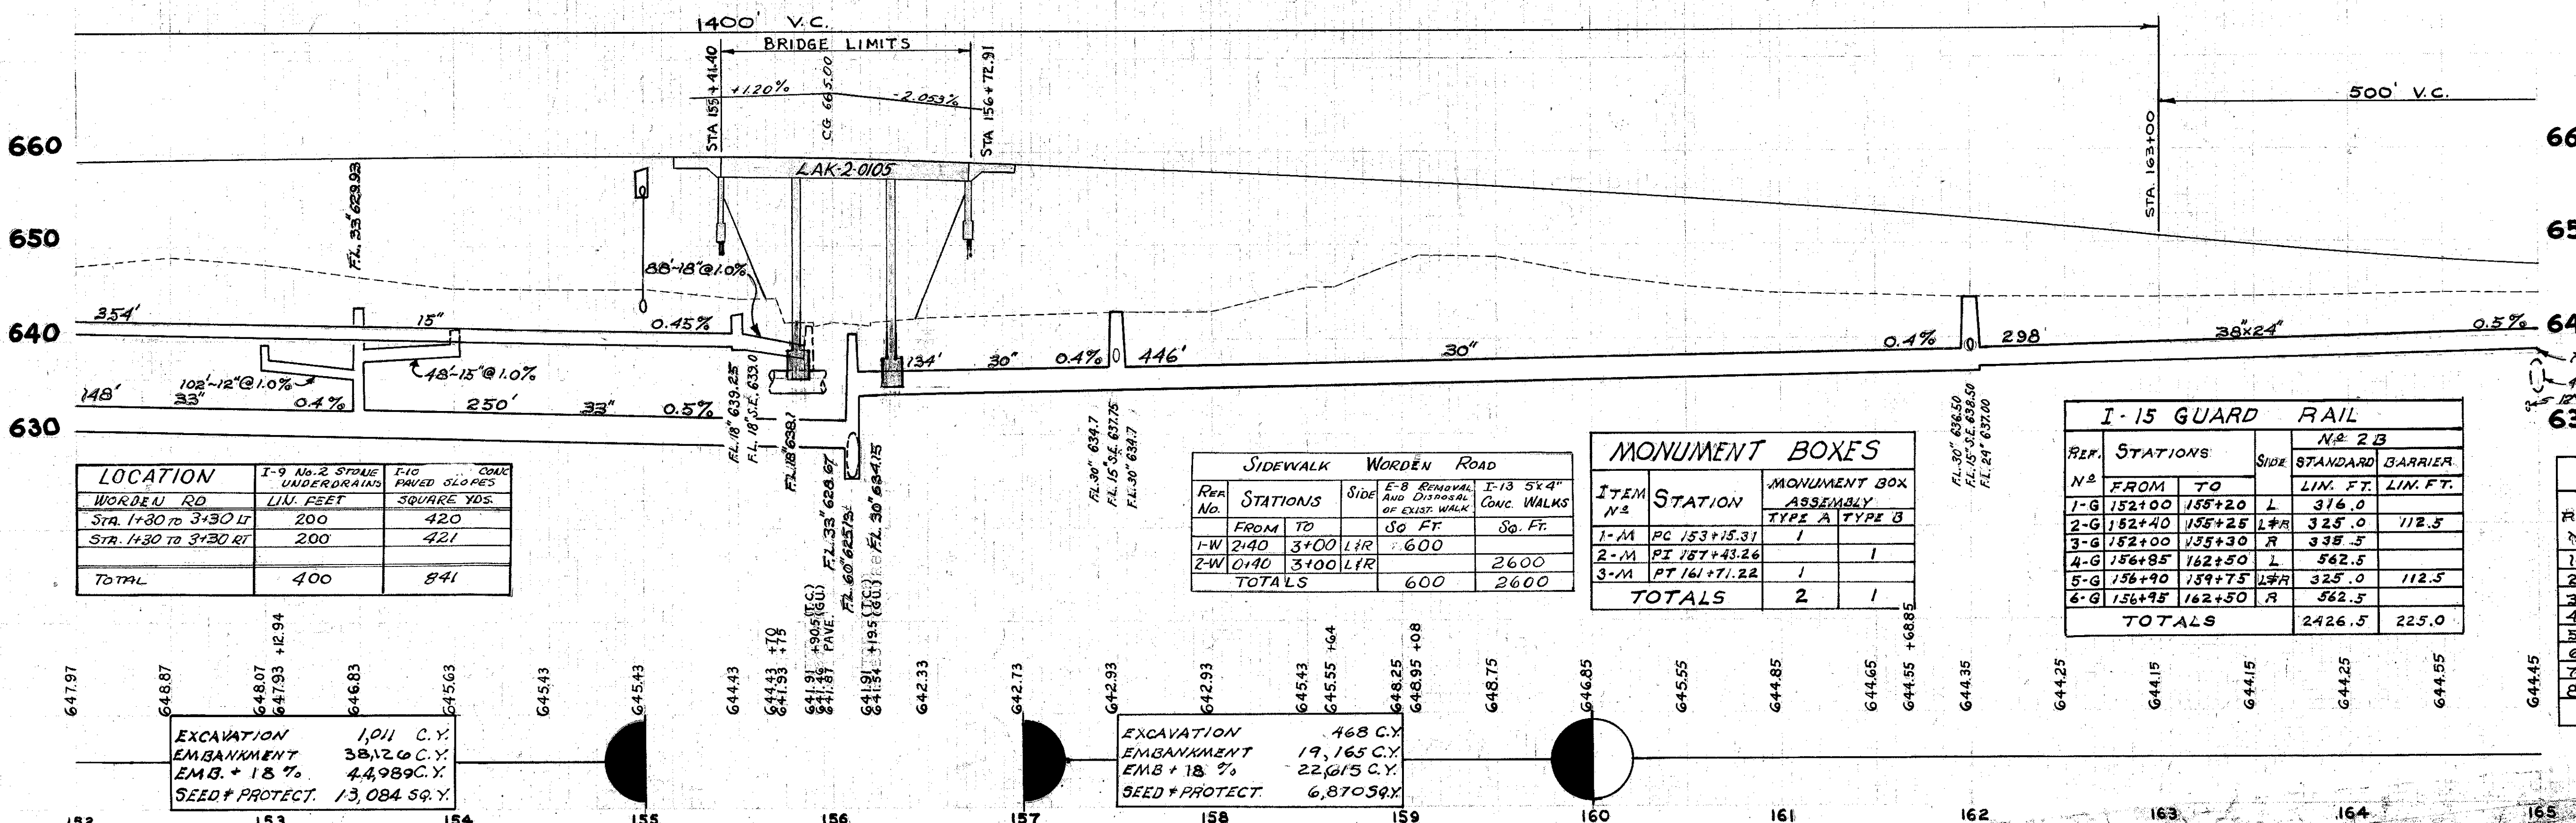 1400' V.C.
BRIDGE LIMITS
STA 155+41.40
+1.20%
CG 665.00
-2.053%
STA 156+72.91
500' V.C.
STA. 163+00
660
650
640
630
F.L. 33" 629.93
LAK-2-0105
88'-18"@1.0%
354'
15"
0.45%
102'-12"@1.0%
48'-15"@1.0%
148'
33"
0.4%
250'
33"
0.5%
134'
30"
0.4%
446'
30"
0.4%
298'
38"x24"
0.5%
F.L. 18" 639.25
F.L. 18" S.E. 639.0
F.L. 18" 638.1
F.L. 33" 628.67
F.L. 60" 625.13
F.L. 30" 634.15
F.L. 30" 634.7
F.L. 15" S.E. 637.75
F.L. 30" 634.7
F.L. 30" 636.50
F.L. 15" S.E. 638.50
F.L. 24" 637.00
LOCATION I-9 No.2 STONE UNDERDRAINS I-10 CONC PAVED SLOPES
WORDEN RD LIN. FEET SQUARE YDS.
STA. 1+30 TO 3+30 LT 200 420
STA. 1+30 TO 3+30 RT 200 421
TOTAL 400 841
SIDEWALK WORDEN ROAD
REF. No. STATIONS SIDE E-8 REMOVAL AND DISPOSAL OF EXIST. WALK I-13 5'x4" CONC. WALKS
FROM TO SQ FT. SQ. FT.
1-W 2+40 3+00 L&R 600
2-W 0+40 3+00 L&R 2600
TOTALS 600 2600
MONUMENT BOXES
ITEM Nº STATION MONUMENT BOX ASSEMBLY
TYPE A TYPE B
1-M PC 153+15.31 1
2-M PI 157+43.26 1
3-M PT 161+71.22 1
TOTALS 2 1
I-15 GUARD RAIL
REF. Nº STATIONS SIDE Nº 2B
STANDARD BARRIER
FROM TO LIN. FT. LIN. FT.
1-G 152+00 155+20 L 316.0
2-G 152+40 155+25 L&R 325.0 112.5
3-G 152+00 155+30 R 335.5
4-G 156+85 162+50 L 562.5
5-G 156+90 159+75 L&R 325.0 112.5
6-G 156+95 162+50 R 562.5
TOTALS 2426.5 225.0
647.97
648.87
648.07
647.93 +12.94
646.83
645.63
645.43
645.43
644.43
644.43 +70
641.93 +75
641.91 +90.5 (T.C.)
641.46 (GU.)
641.87 PAVE.
641.91 (T.C.)
641.54 +19.5 (GU.)
642.33
642.73
642.93
642.93
645.43
645.55 +64
648.25
648.95 +08
648.75
646.85
645.55
644.85
644.65
644.55 +68.85
644.35
644.25
644.15
644.15
644.25
644.55
644.45
EXCAVATION 1,011 C.Y.
EMBANKMENT 38,126 C.Y.
EMB. + 18 % 44,989 C.Y.
SEED & PROTECT. 13,084 SQ.Y.
EXCAVATION 468 C.Y.
EMBANKMENT 19,165 C.Y.
EMB + 18 % 22,615 C.Y.
SEED & PROTECT. 6,870 SQ.Y.
152 153 154 155 156 157 158 159 160 161 162 163 164 165